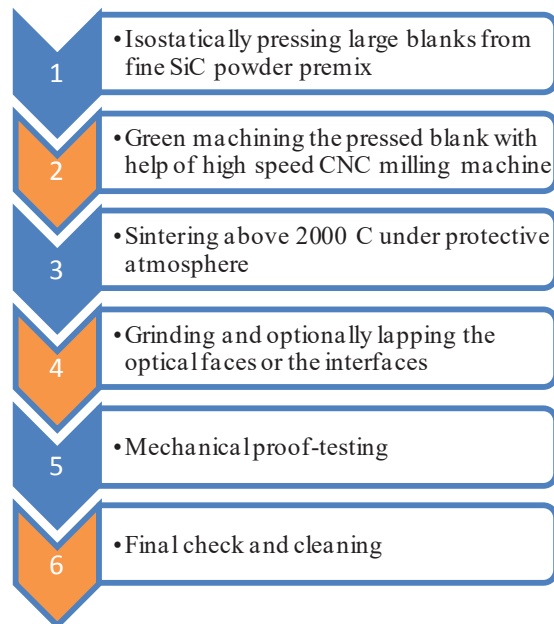 1
•Isostatically pressing large blanks from
fine SiC powder premix
2
•Green machining the pressed blank with
help of high speed CNC milling machine
3
•Sintering above 2000 C under protective
atmosphere
4
•Grinding and optionally lapping the
optical faces or the interfaces
5
•Mechanical proof-testing
6
•Final check and cleaning